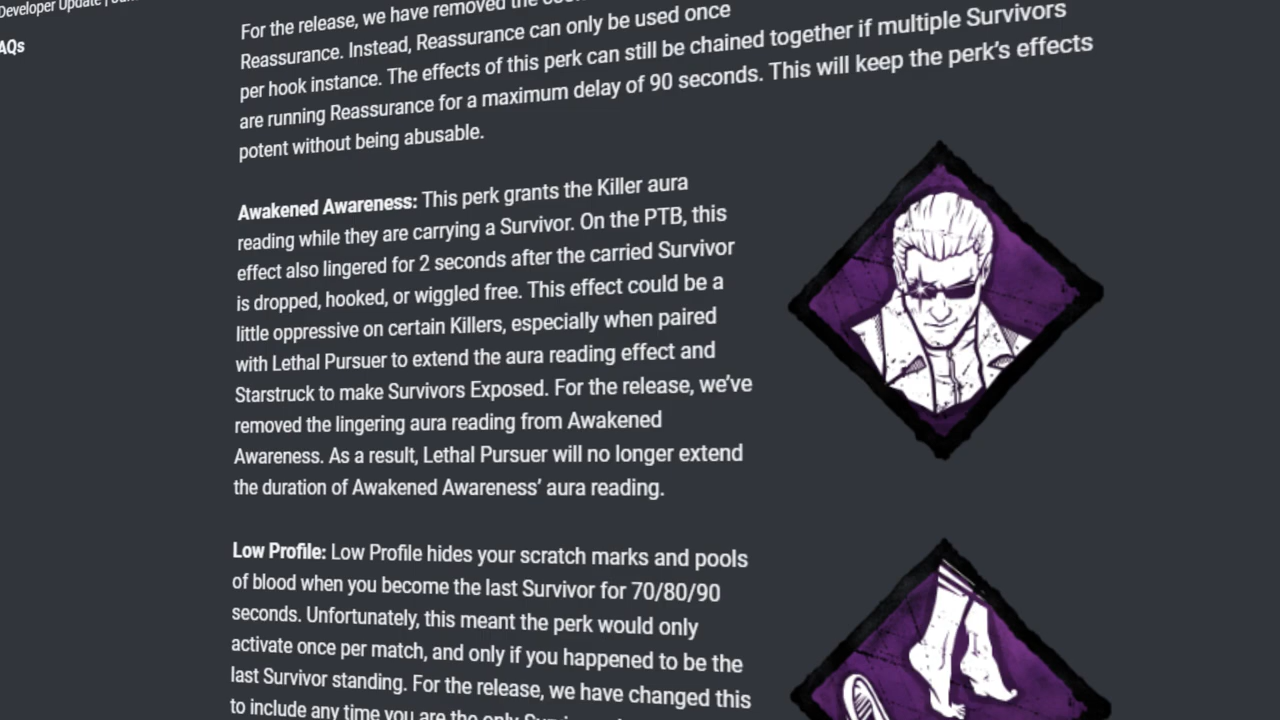 Developer Update |
AQs
For the release, we have removed the
Reassurance. Instead, Reassurance can only be used once
per hook instance. The effects of this perk can still be chained together if multiple Survivors
are running Reassurance for a maximum delay of 90 seconds. This will keep the perk's effects
potent without being abusable.
Awakened Awareness: This perk grants the Killer aura
reading while they are carrying a Survivor. On the PTB, this
effect also lingered for 2 seconds after the carried Survivor
is dropped, hooked, or wiggled free. This effect could be a
little oppressive on certain Killers, especially when paired
with Lethal Pursuer to extend the aura reading effect and
Starstruck to make Survivors Exposed. For the release, we've
removed the lingering aura reading from Awakened
Awareness. As a result, Lethal Pursuer will no longer extend
the duration of Awakened Awareness' aura reading.
Low Profile: Low Profile hides your scratch marks and pools
of blood when you become the last Survivor for 70/80/90
seconds. Unfortunately, this meant the perk would only
activate once per match, and only if you happened to be the
last Survivor standing. For the release, we have changed this
to include any time you are the only